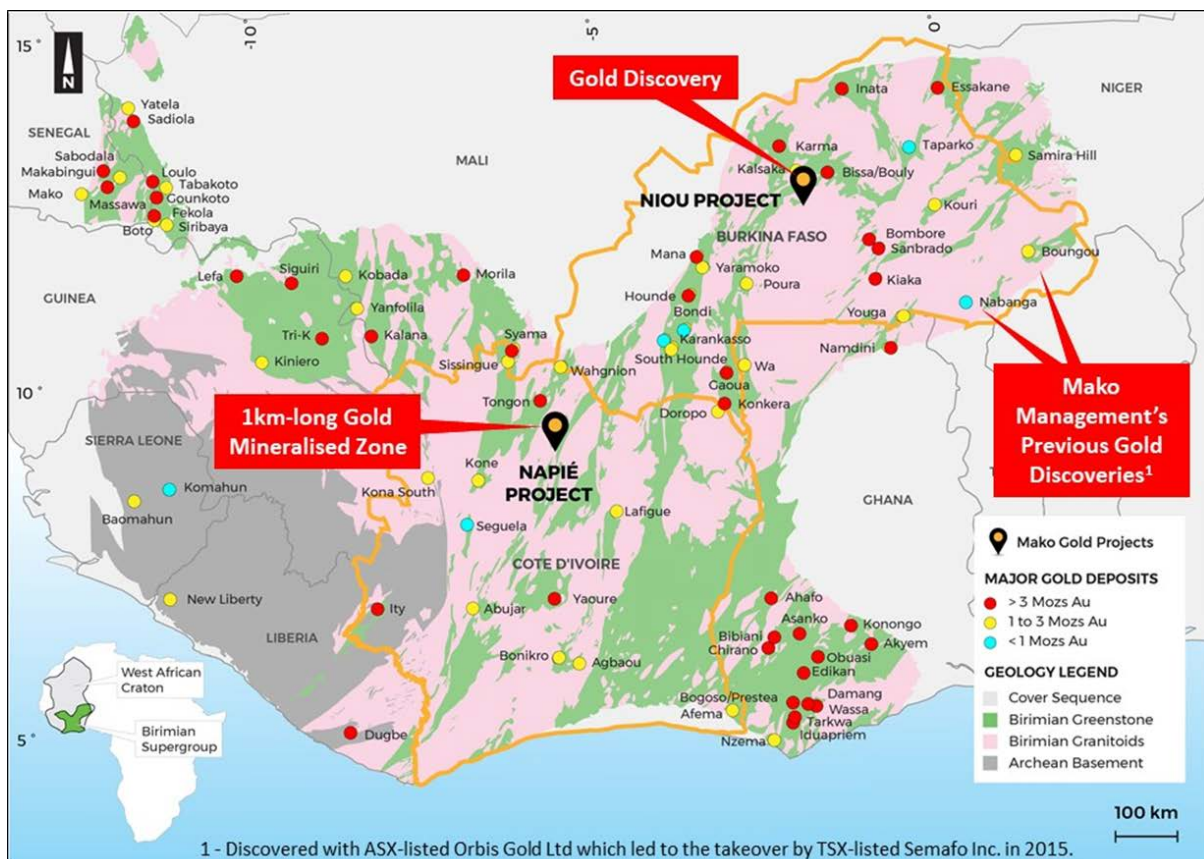 15°
-10°
-5°
0°
N
Gold Discovery
Inata
Essakane
NIGER
Yatela
Sadiola
SENEGAL
MALI
Karma
Taparko
Samira Hill
Sabodala
Makabingui
Loulo
Tabakoto
Kalsaka
Bissa/Bouly
Mako
Massawa
Gounkoto
NIOU PROJECT
Kouri
Fekola
Boto
Siribaya
BURKINA FASO
Bombore
Sanbrado
Boungou
Mana
Yaramoko
Lefa
Siguiri
Kobada
Morila
Poura
Kiaka
GUINEA
Yanfolila
Hounde
Bondi
Nabanga
Youga
Tri-K
Kalana
Syama
Karankasso
Namdini
Kiniero
Sissingue
Wahgnion
South Hounde
Wa
Gaoua
10°
1km-long Gold
Mineralised Zone
Tongon
Doropo
Konkera
Mako
Management's
Previous Gold
Discoveries1
SIERRA LEONE
NAPIÉ
PROJECT
Kone
Kona South
Komahun
Baomahun
GHANA
Lafigue
Seguela
Mako Gold Projects
COTE D'IVOIRE
MAJOR GOLD DEPOSITS
> 3 Mozs Au
1 to 3 Mozs Au
<1 Mozs Au
New Liberty
Ity
Abujar
Yaoure
Ahafo
Asanko
Konongo
LIBERIA
Bibiani
Chirano
Akyem
Bonikro
Agbaou
Obuasi
Edikan
GEOLOGY LEGEND
Cover Sequence
Birimian Greenstone
Birimian Granitoids
Archean Basement
West African
Craton
Bogoso/Prestea
Afema
Damang
Wassa
Birimian
Supergroup
Dugbe
Tarkwa
Iduapriem
Nzema
5°
100 km
1 - Discovered with ASX-listed Orbis Gold Ltd which led to the takeover by TSX-listed Semafo Inc. in 2015.